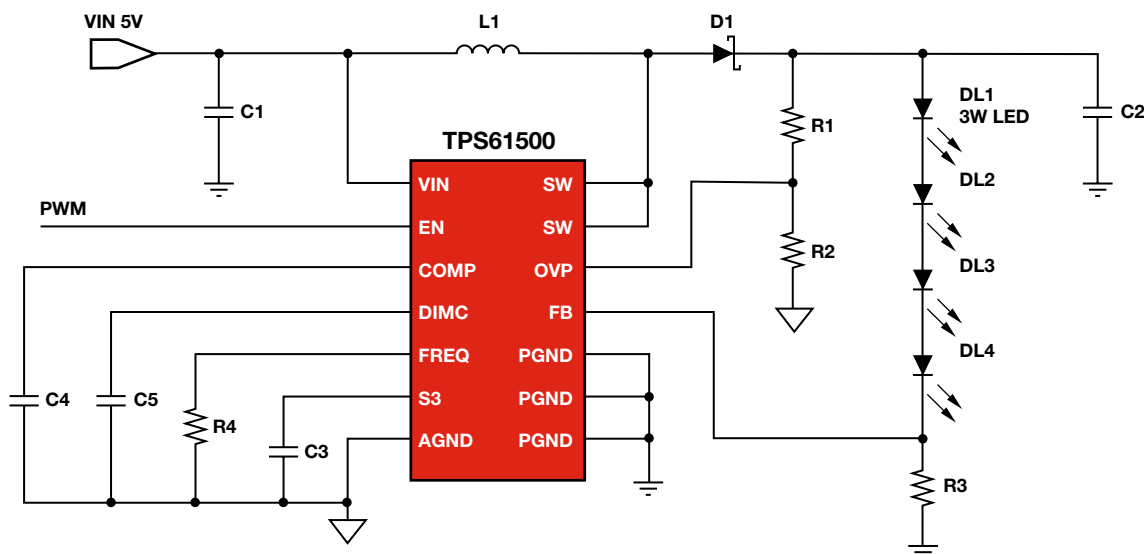 VIN 5V
L1
D1
C1
R1
DL1
3W LED
C2
TPS61500
VIN
SW
DL2
PWM
EN
SW
R2
COMP
OVP
DL3
DIMC
FB
FREQ
PGND
DL4
C4
C5
R4
S3
PGND
C3
AGND
PGND
R3